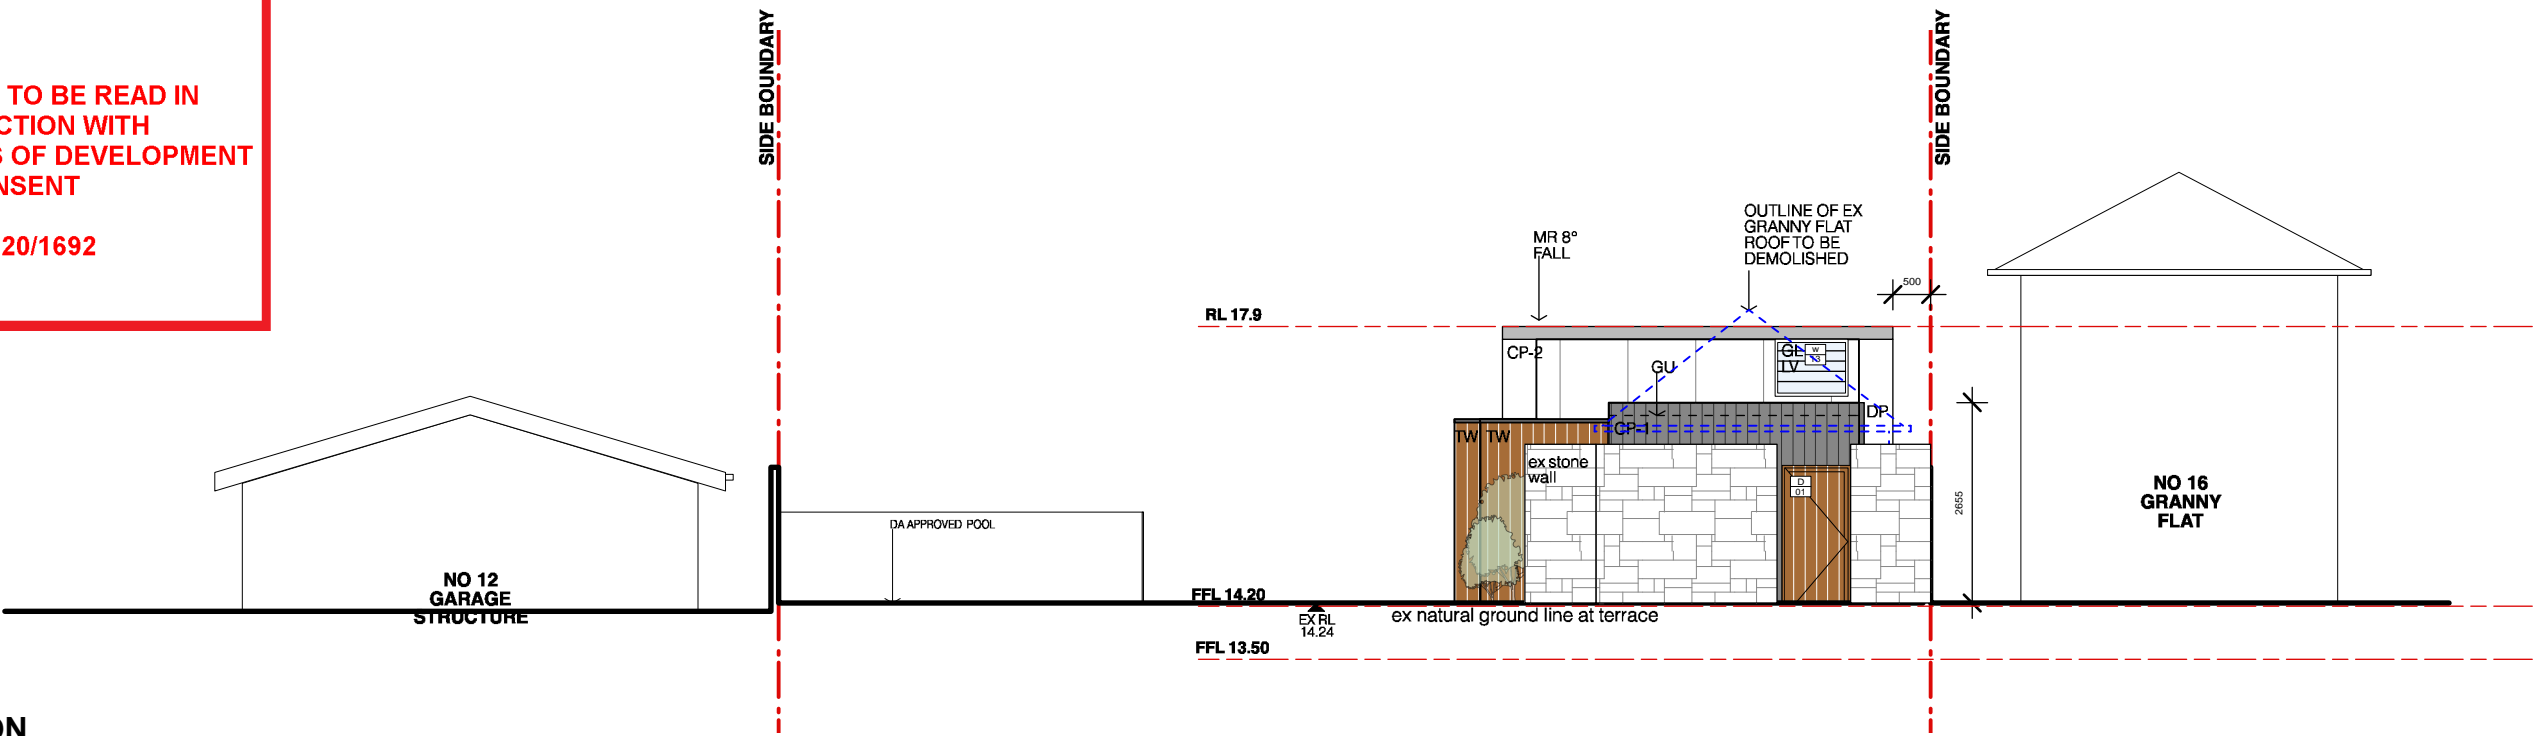 TO BE READ IN
CTION WITH
S OF DEVELOPMENT
NSENT
20/1692
SIDE BOUNDARY
SIDE BOUNDARY
OUTLINE OF EX
GRANNY FLAT
ROOF TO BE
DEMOLISHED
MR 8°
FALL
500
RL 17.9
CP-2
GL
LV
W
13
GU
DP
CP-1
TW
TW
ex stone
wall
D
01
2655
NO 16
GRANNY
FLAT
DA APPROVED POOL
NO 12
GARAGE
STRUCTURE
FFL 14.20
EX RL
14.24
ex natural ground line at terrace
FFL 13.50
ON